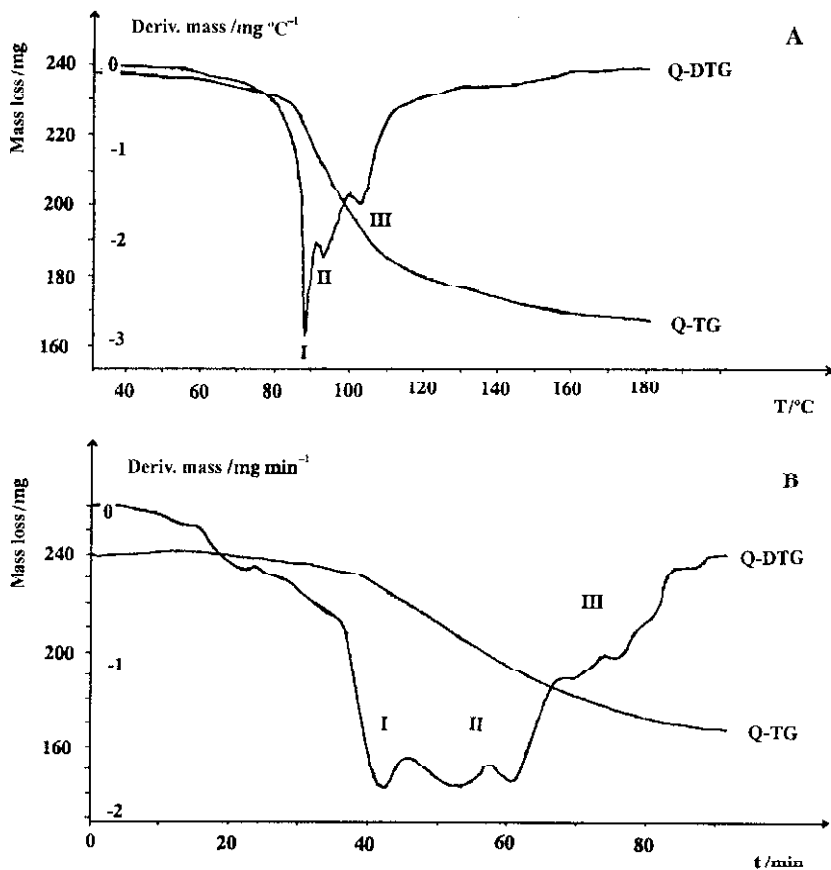 Deriv. mass /mg °C⁻¹
A
Mass lcss /mg
240
220
200
180
160
0
-1
-2
-3
Q-DTG
III
II
I
Q-TG
40 60 80 100 120 140 160 180
T/°C
Deriv. mass /mg min⁻¹
B
Mass loss /mg
240
200
160
0
-1
-2
Q-DTG
III
I II
Q-TG
0 20 40 60 80
t /min